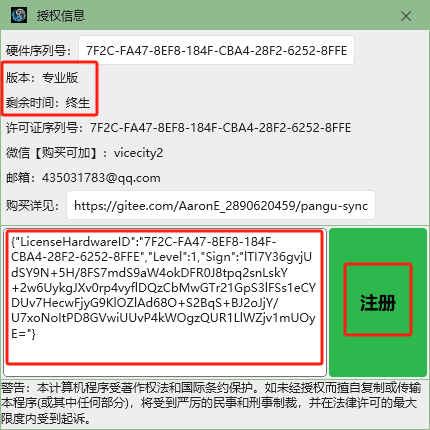 授权信息
硬件序列号： 7F2C-FA47-8EF8-184F-CBA4-28F2-6252-8FFE
版本：专业版
剩余时间：终生
许可证序列号：7F2C-FA47-8EF8-184F-CBA4-28F2-6252-8FFE
微信【购买可加】：vicecity2
邮箱：435031783@qq.com
购买详见： https://gitee.com/AaronE_2890620459/pangu-sync
{"LicenseHardwareID":"7F2C-FA47-8EF8-184F-
CBA4-28F2-6252-8FFE","Level":1,"Sign":"lTI7Y36gvjU
dSY9N+5H/8FS7mdS9aW4okDFR0J8tpq2snLskY
+2w6UykgJXv0rp4vyflDQzCbMwGTr21GpS3lFSs1eCY
DUv7HecwFjyG9KlOZlAd68O+S2BqS+BJ2oJjY/
U7xoNoItPD8GVwiUUvP4kWOgzQUR1LlWZjv1mUOy
E="}
注册
警告：本计算机程序受著作权法和国际条约保护。如未经授权而擅自复制或传输
本程序(或其中任何部分)，将受到严厉的民事和刑事制裁，并在法律许可的最大
限度内受到起诉。